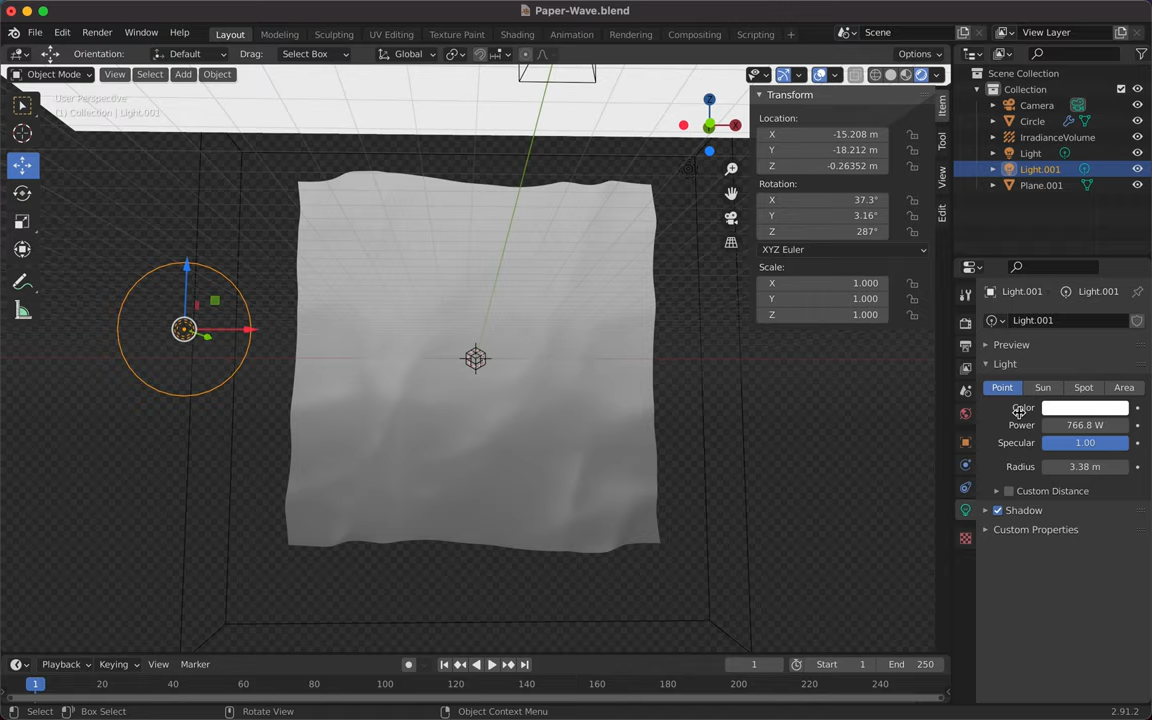 Paper-Wave.blend
File Edit Render Window Help Layout Modeling Sculpting UV Editing Texture Paint Shading Animation Rendering Compositing Scripting + Scene View Layer
Orientation: Default Drag: Select Box Global Options
Object Mode View Select Add Object
User Perspective
(1) Collection | Light.001
Z
X
Transform
Location:
X -15.208 m
Y -18.212 m
Z -0.26352 m
Rotation:
X 37.3°
Y 3.16°
Z 287°
XYZ Euler
Scale:
X 1.000
Y 1.000
Z 1.000
Item
Tool
View
Edit
Scene Collection
Collection
Camera
Circle
IrradianceVolume
Light
Light.001
Plane.001
Light.001 Light.001
Light.001
Preview
Light
Point Sun Spot Area
Color
Power 766.8 W
Specular 1.00
Radius 3.38 m
Custom Distance
Shadow
Custom Properties
Playback Keying View Marker 1 Start 1 End 250
1 20 40 60 80 100 120 140 160 180 200 220 240
Select Box Select Rotate View Object Context Menu 2.91.2